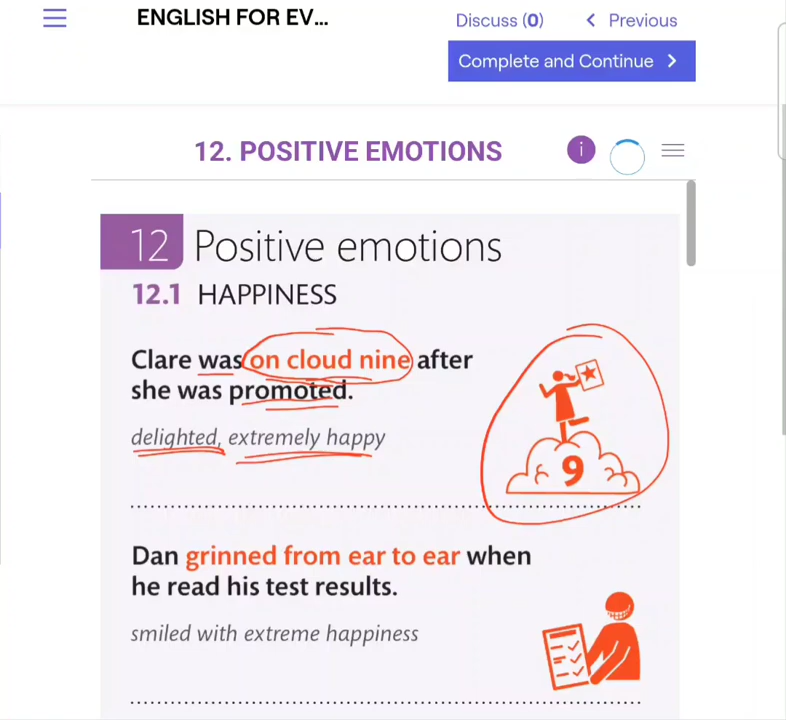 ENGLISH FOR EV...
Discuss (0)
Previous
Complete and Continue
12. POSITIVE EMOTIONS
i
12 Positive emotions
12.1 HAPPINESS
Clare was on cloud nine after
she was promoted.
delighted, extremely happy
9
Dan grinned from ear to ear when
he read his test results.
smiled with extreme happiness